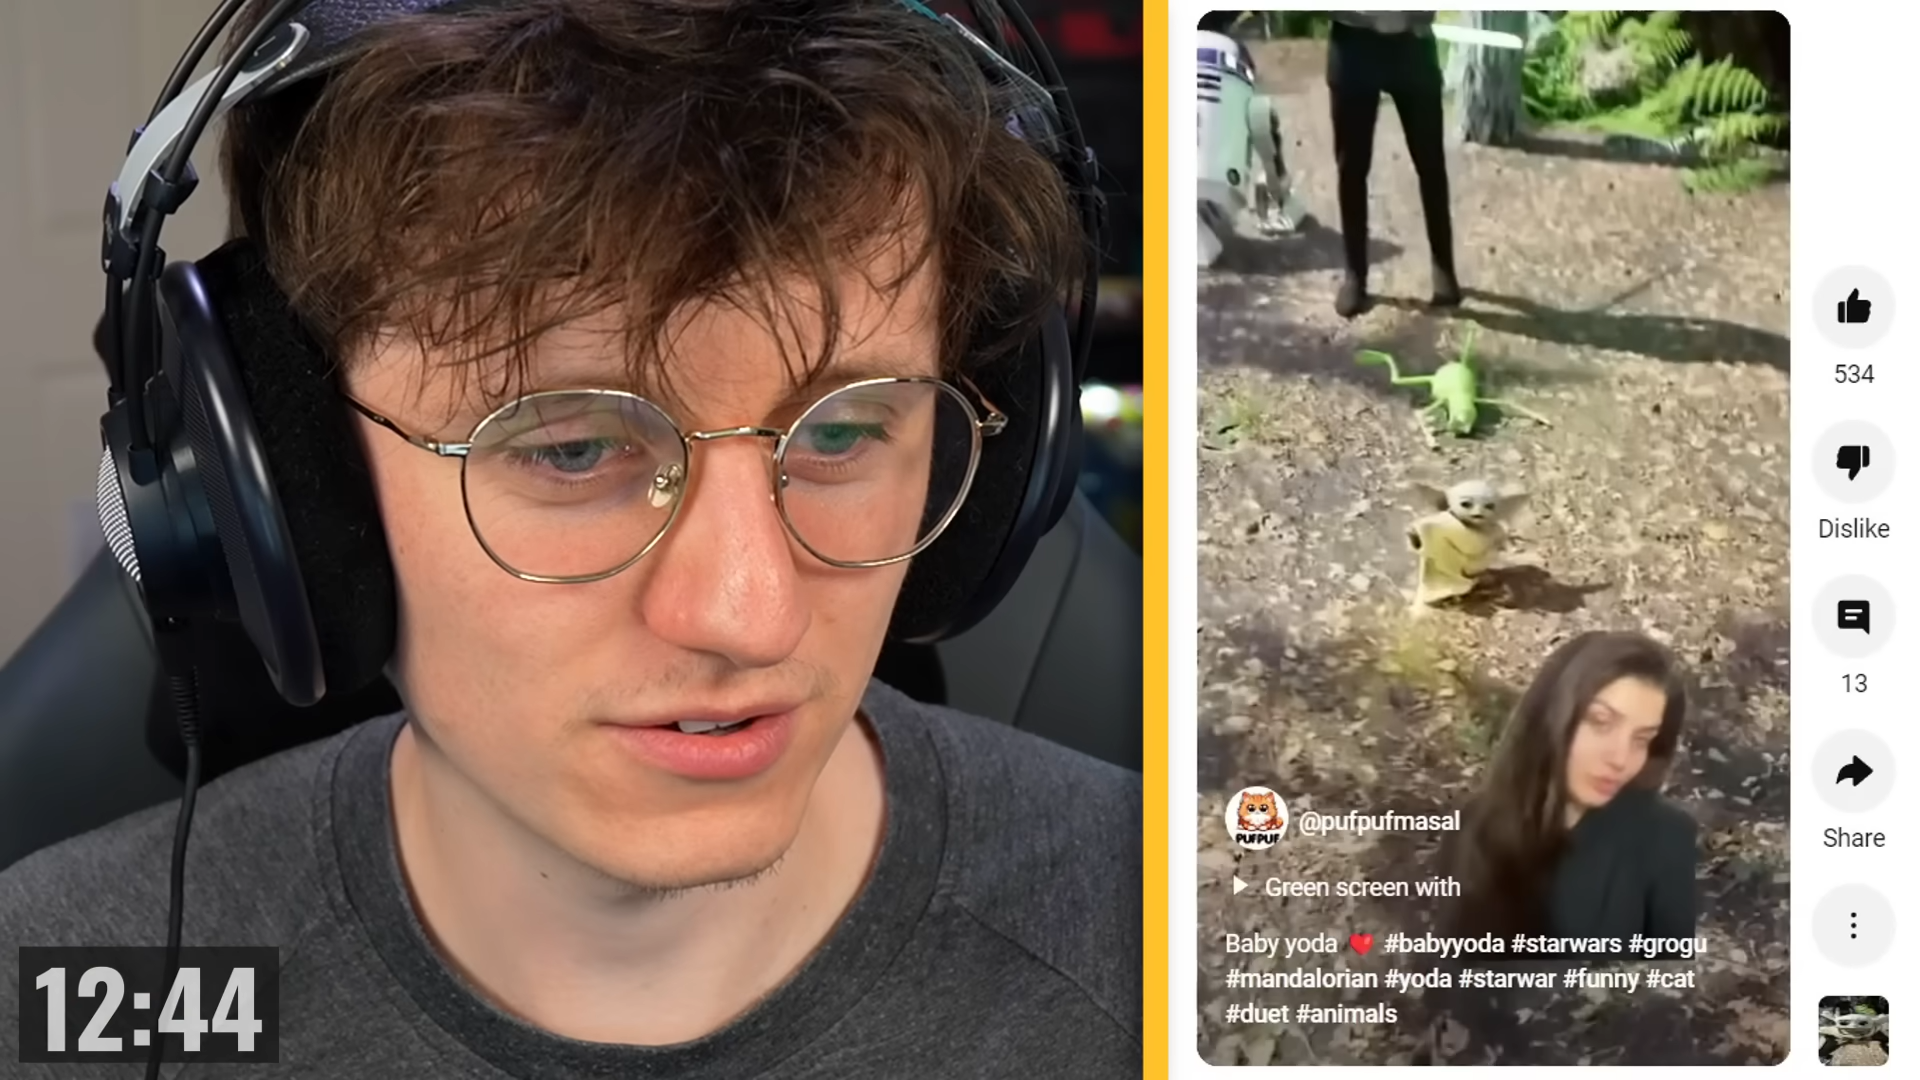 534
Dislike
13
Share
PUFPUF
@pufpufmasal
Green screen with
Baby yoda ❤️ #babyyoda #starwars #grogu
#mandalorian #yoda #starwar #funny #cat
#duet #animals
12:44